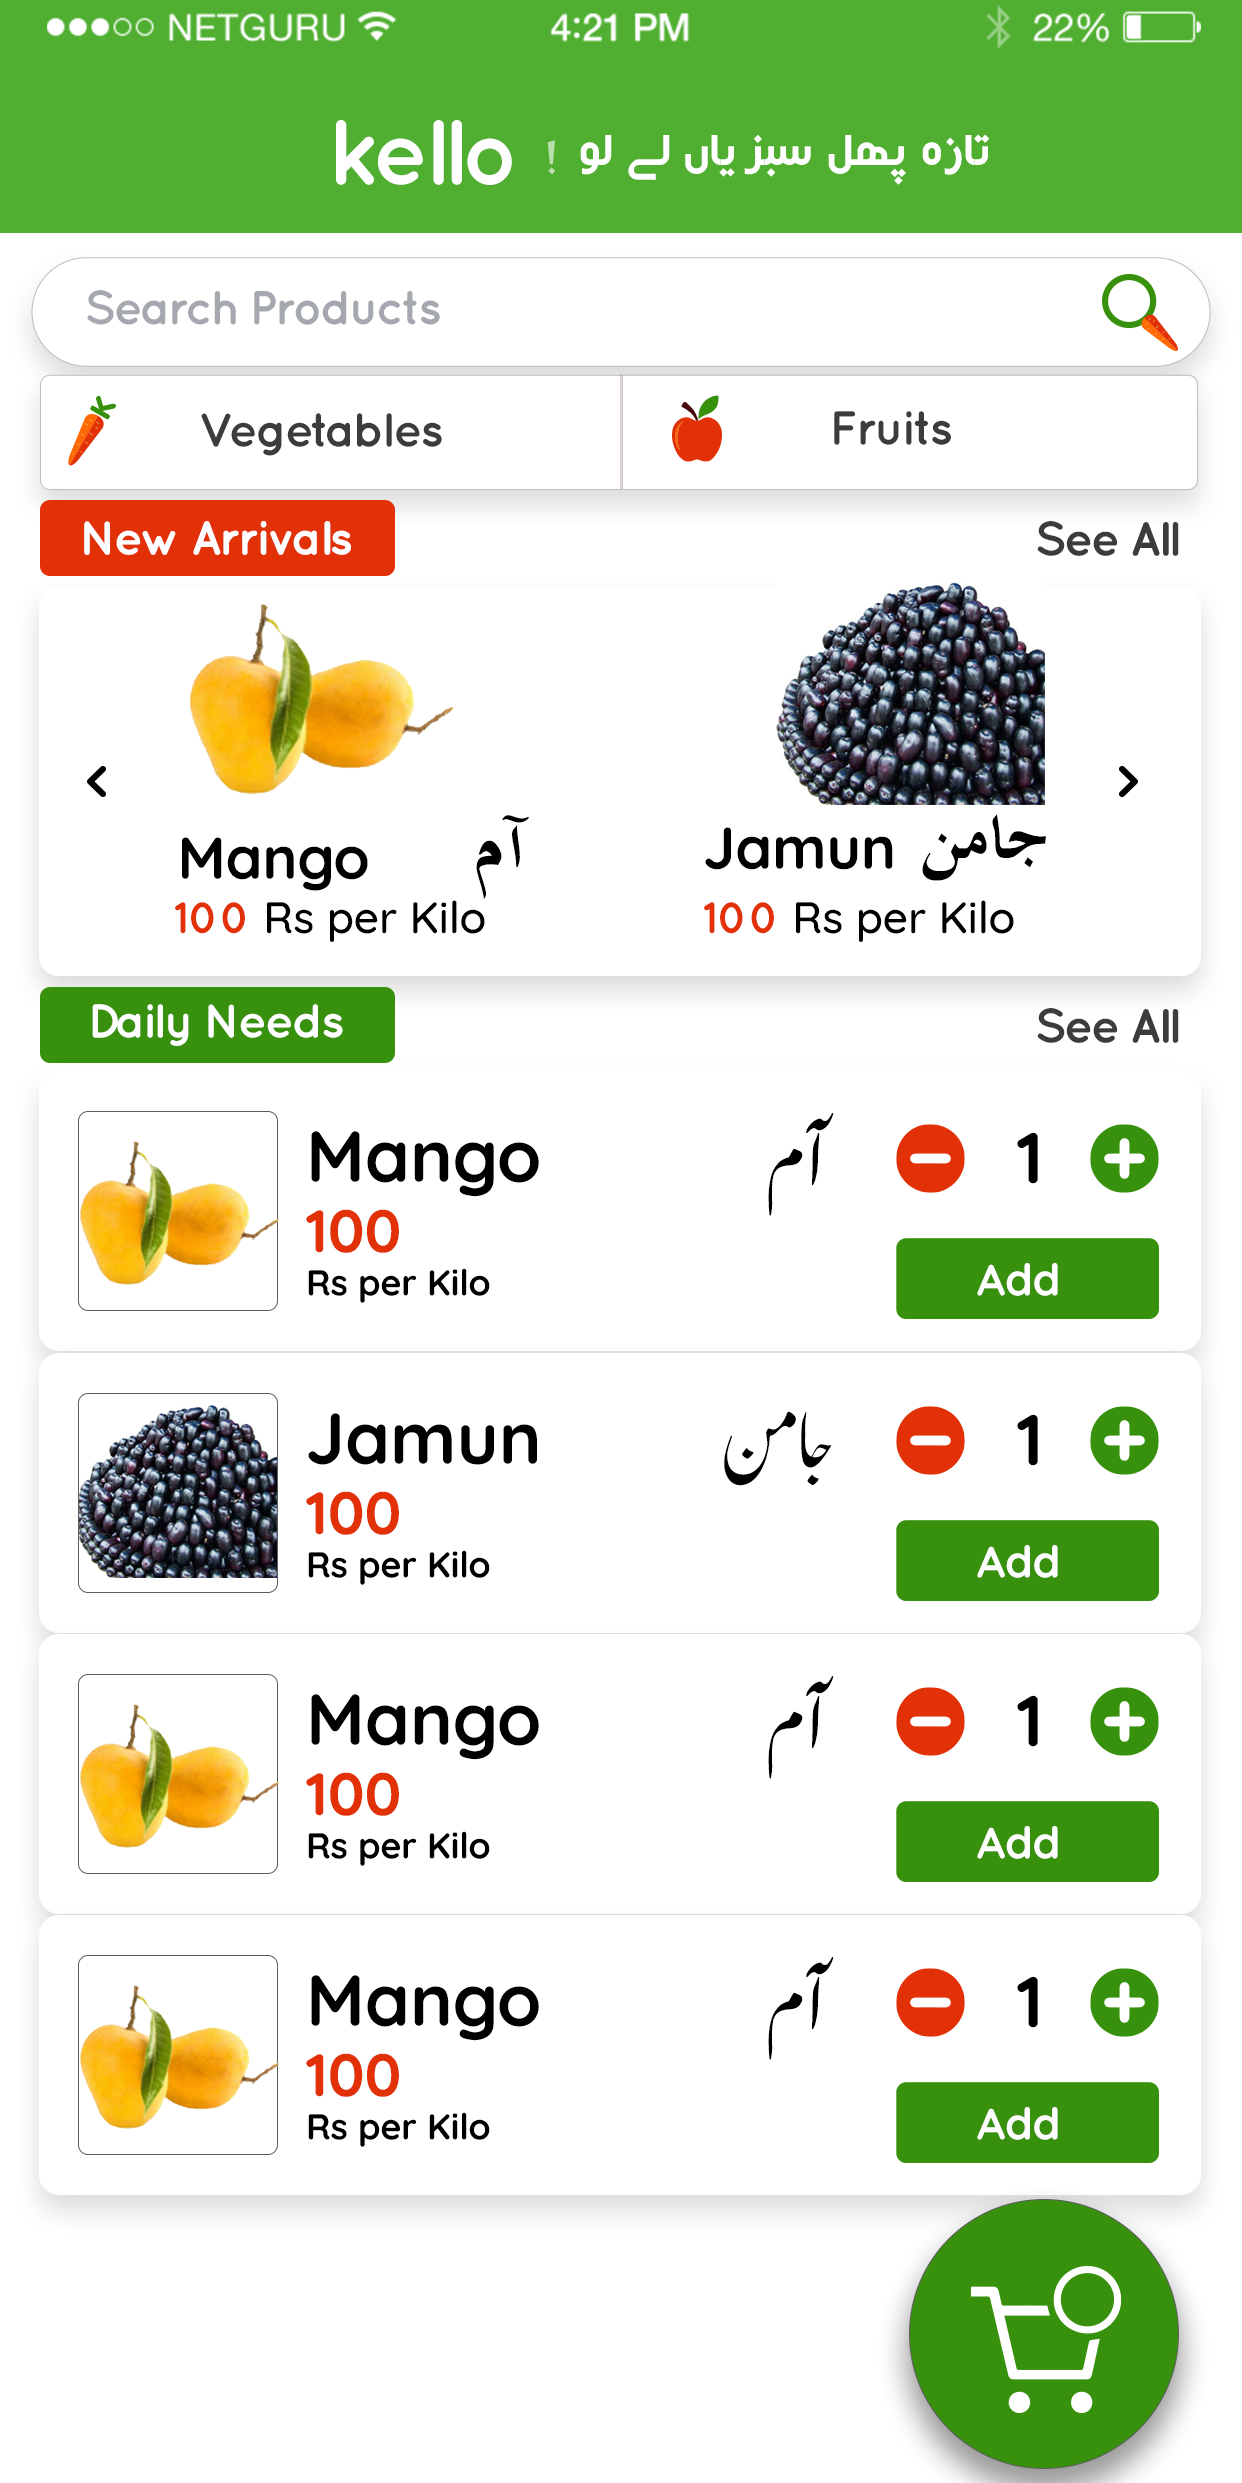 NETGURU 4:21 PM 22%
kello تازہ پھل سبزیاں لے لو !
Search Products
Vegetables Fruits
New Arrivals See All
Mango آم Jamun جامن
100 Rs per Kilo 100 Rs per Kilo
Daily Needs See All
Mango آم 1
100
Rs per Kilo Add
Jamun جامن 1
100
Rs per Kilo Add
Mango آم 1
100
Rs per Kilo Add
Mango آم 1
100
Rs per Kilo Add